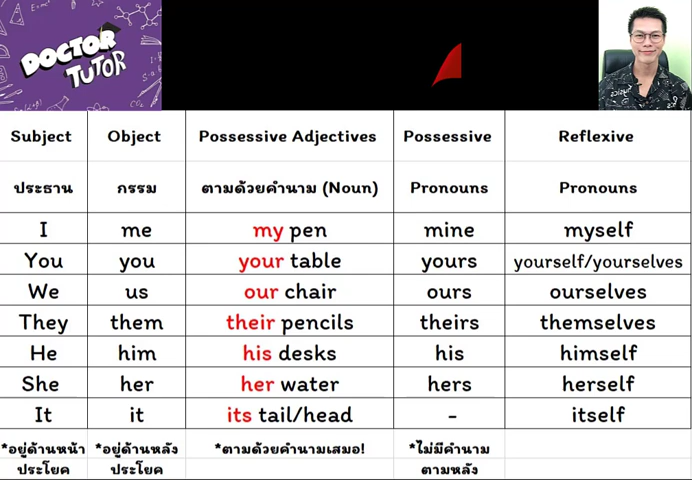 DOCTOR
TUTOR
Subject Object Possessive Adjectives Possessive Reflexive
ประธาน กรรม ตามด้วยคำนาม (Noun) Pronouns Pronouns
I me my pen mine myself
You you your table yours yourself/yourselves
We us our chair ours ourselves
They them their pencils theirs themselves
He him his desks his himself
She her her water hers herself
It it its tail/head - itself
*อยู่ด้านหน้า *อยู่ด้านหลัง *ตามด้วยคำนามเสมอ! *ไม่มีคำนาม
ประโยค ประโยค ตามหลัง